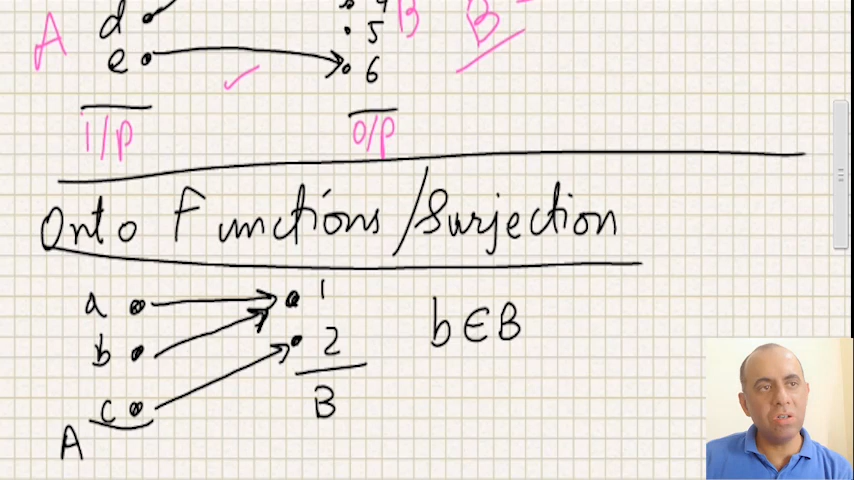 d
A e 5 B B
6
i/p o/p
Onto Functions/Surjection
a 1
b 2 b∈B
c B
A